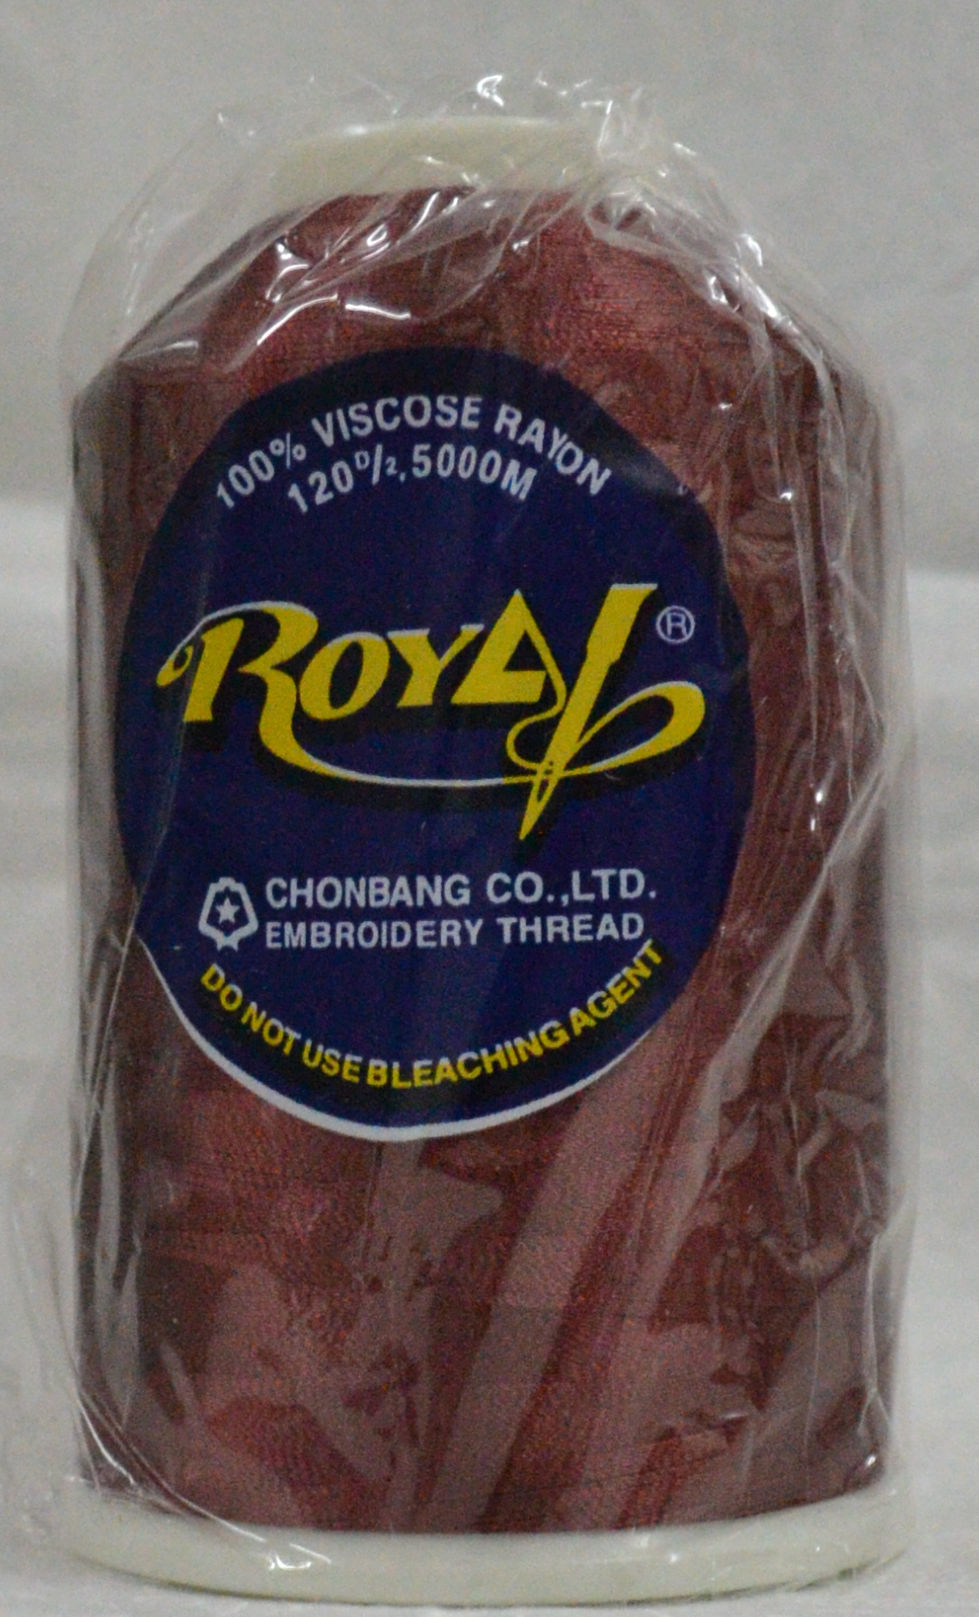 100% VISCOSE RAYON
120ᴰ/₂, 5000M
ROYAL ®
CHONBANG CO.,LTD.
EMBROIDERY THREAD
DO NOT USE BLEACHING AGENT